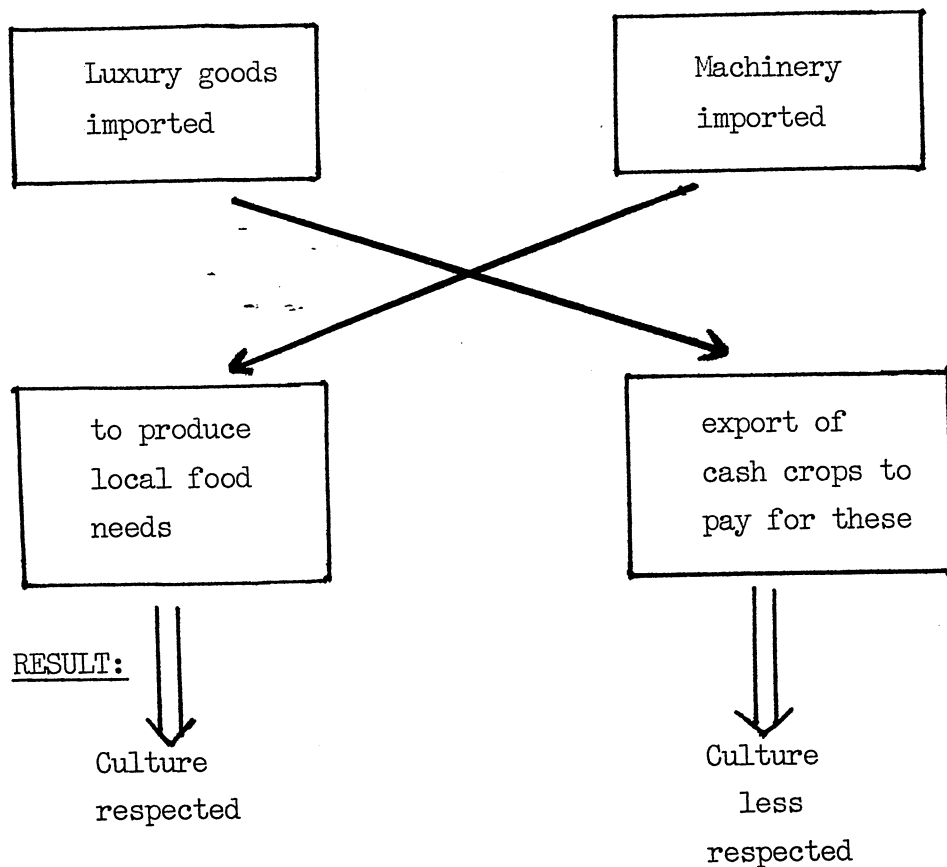 Luxury goods
imported
Machinery
imported
to produce
local food
needs
export of
cash crops to
pay for these
RESULT:
Culture
respected
Culture
less
respected